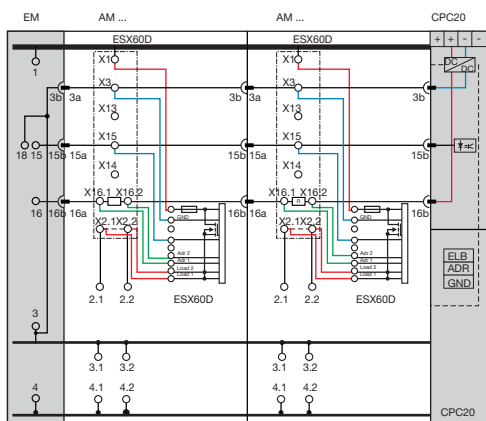 EM AM ... AM ... CPC20
ESX60D ESX60D + + - -
X1 X1 DC
DC
1
X3 X3
3b 3a 3b 3a 3b
X13 X13
X15 X15
18 15 15b 15a 15b 15a 15b
X14 X14
X16.1 X16.2 X16.1 X16.2
R
16 16b 16a 16b 16a 16b
GND GND
X2.1 X2.2 X2.1 X2.2
Adr 2 Adr 2
Adr 1 Adr 1
Load 2 Load 2
Load 1 Load 1
ELB
ADR
GND
2.1 2.2 ESX60D 2.1 2.2 ESX60D
3
3.1 3.2 3.1 3.2
4 4.1 4.2 4.1 4.2
CPC20